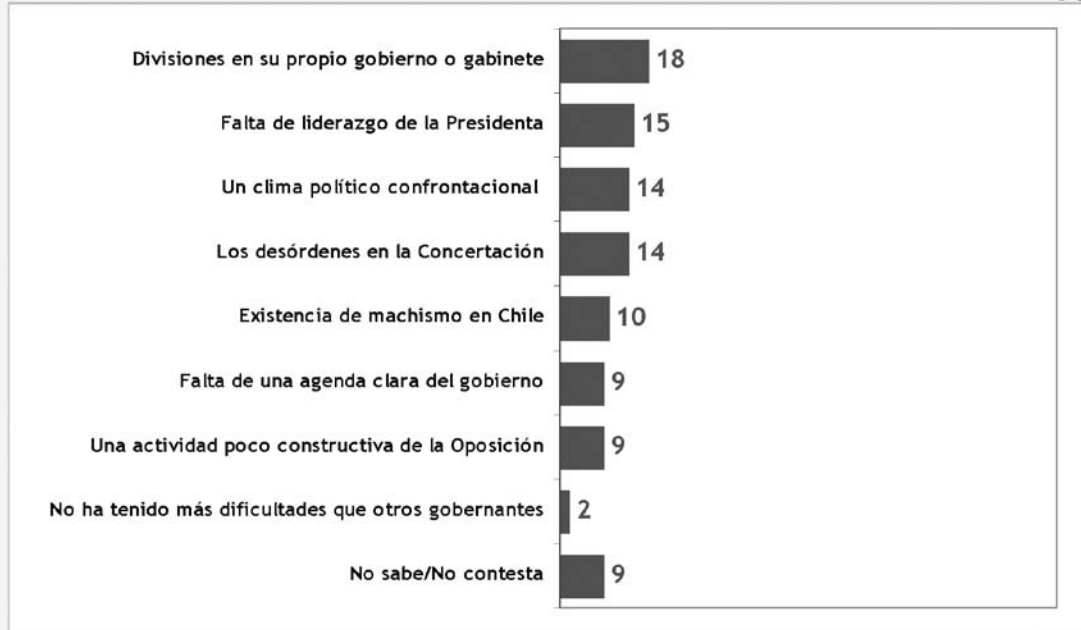 Divisiones en su propio gobierno o gabinete 18
Falta de liderazgo de la Presidenta 15
Un clima político confrontacional 14
Los desórdenes en la Concertación 14
Existencia de machismo en Chile 10
Falta de una agenda clara del gobierno 9
Una actividad poco constructiva de la Oposición 9
No ha tenido más dificultades que otros gobernantes 2
No sabe/No contesta 9